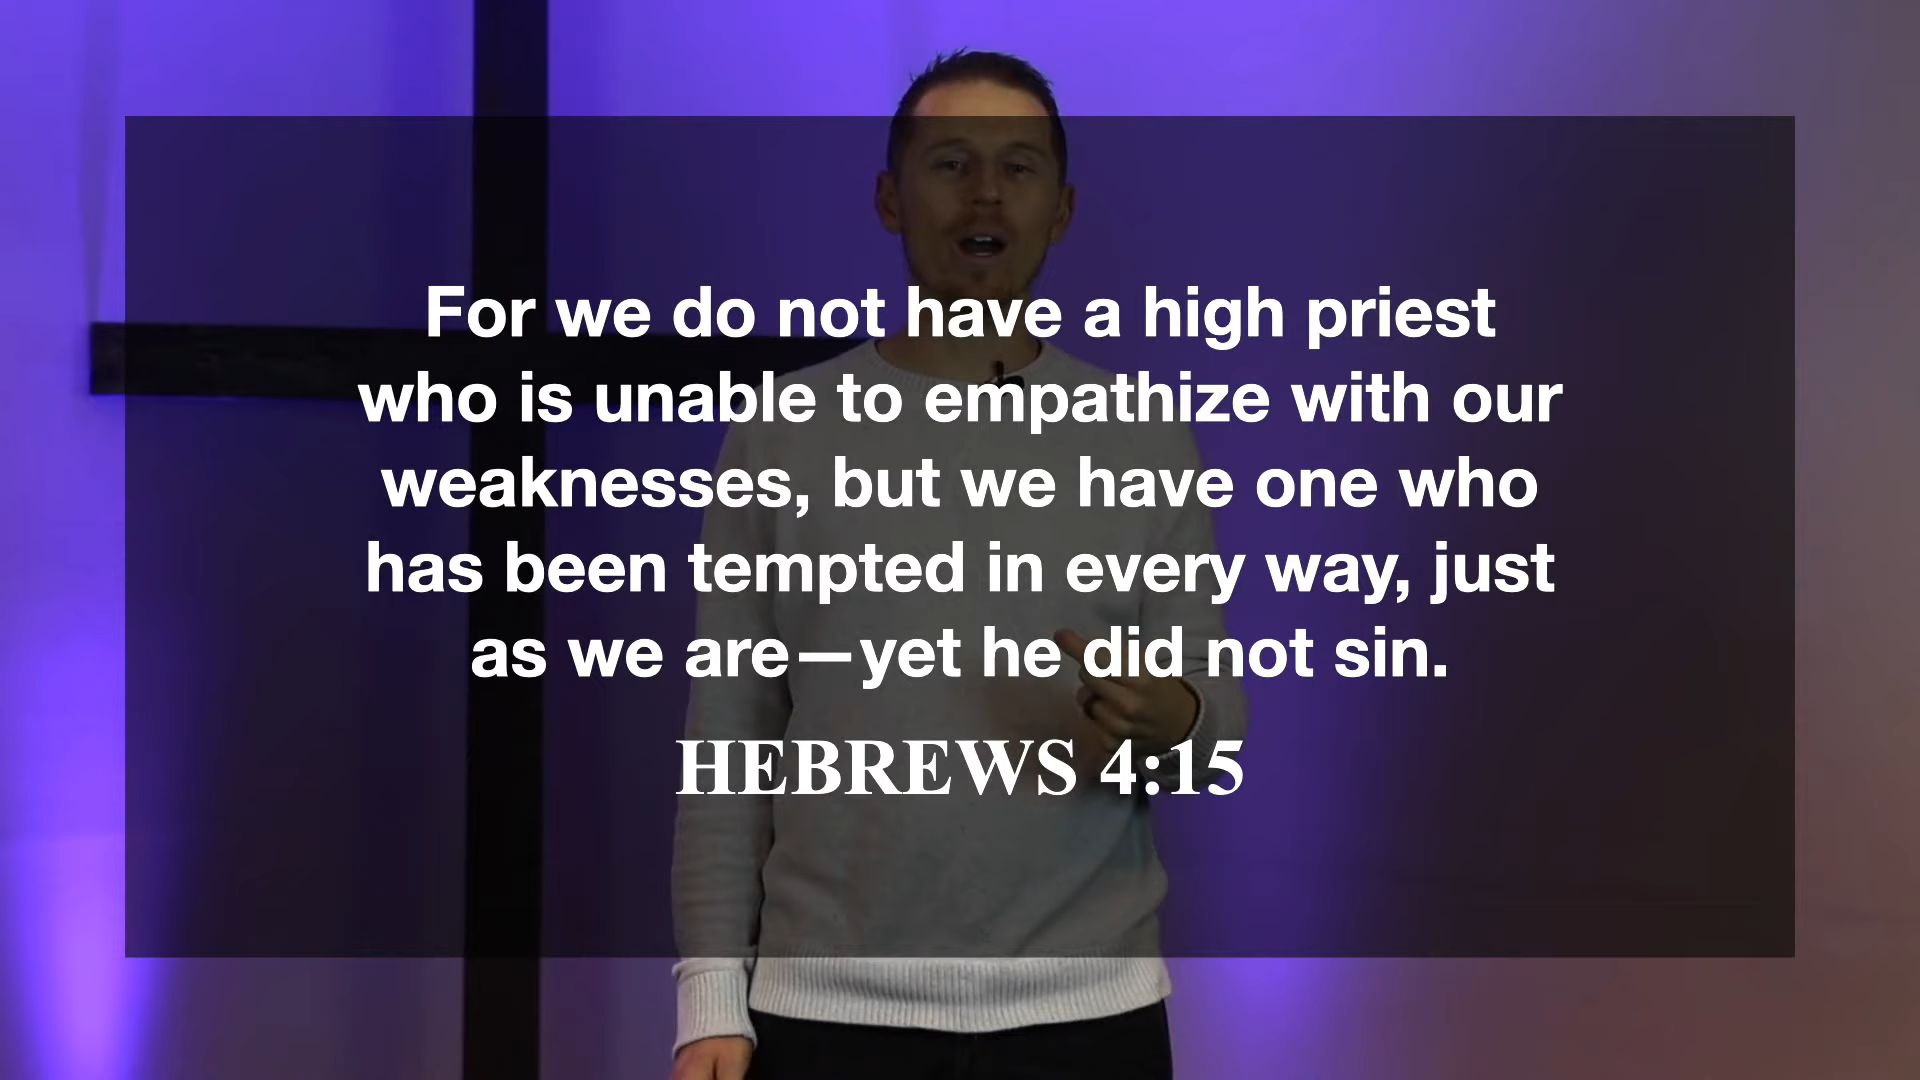 For we do not have a high priest
who is unable to empathize with our
weaknesses, but we have one who
has been tempted in every way, just
as we are—yet he did not sin.
HEBREWS 4:15